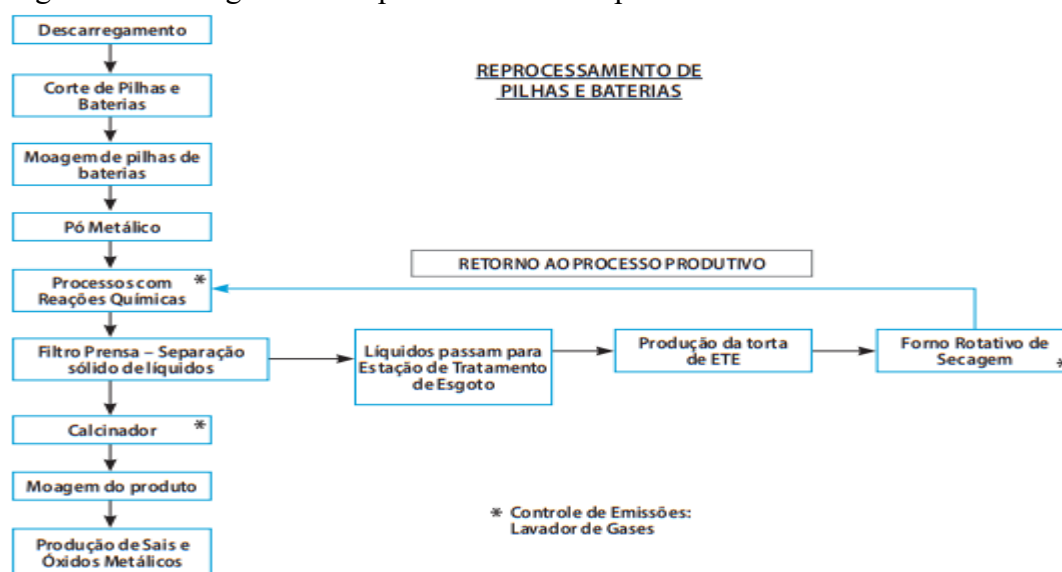 Descarregamento
REPROCESSAMENTO DE
PILHAS E BATERIAS
Corte de Pilhas e
Baterias
Moagem de pilhas de
baterias
Pó Metálico
RETORNO AO PROCESSO PRODUTIVO
Processos com *
Reações Químicas
Filtro Prensa – Separação
sólido de líquidos
Líquidos passam para
Estação de Tratamento
de Esgoto
Produção da torta
de ETE
Forno Rotativo de
Secagem *
Calcinador *
Moagem do produto
* Controle de Emissões:
Lavador de Gases
Produção de Sais e
Óxidos Metálicos